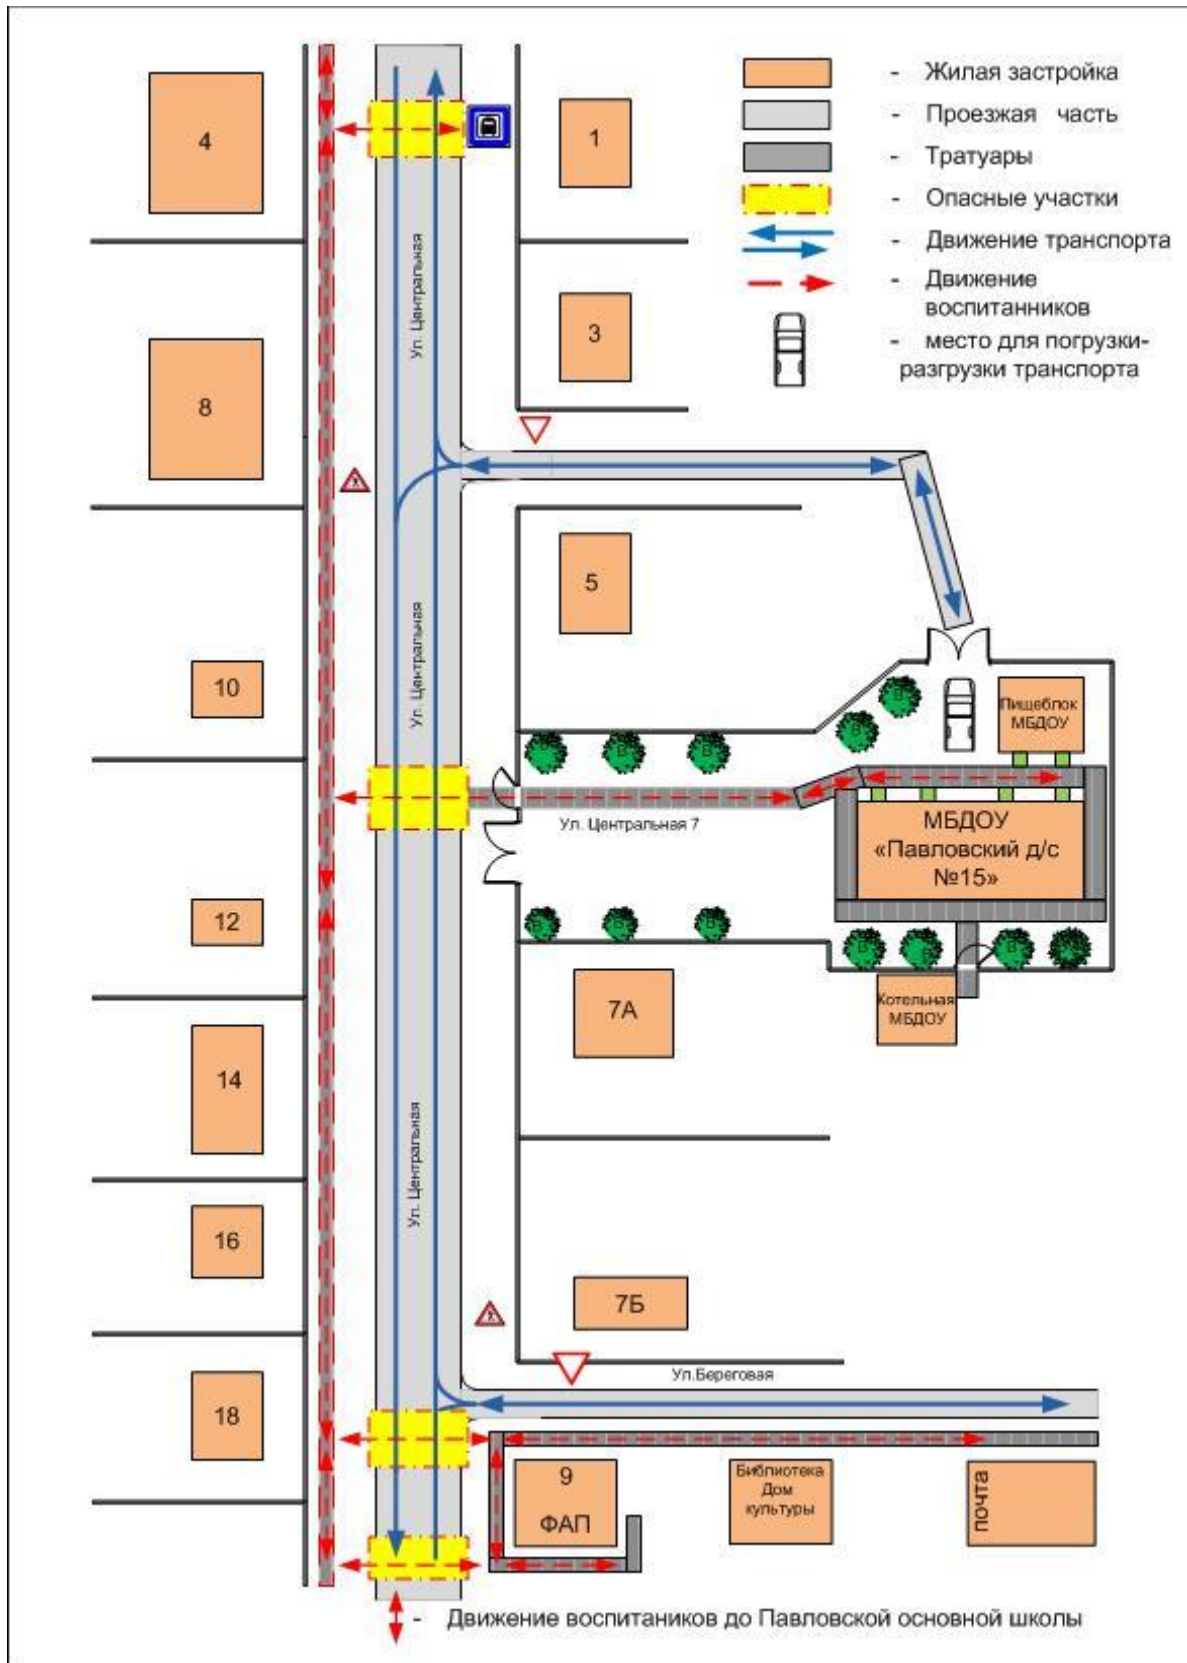 4
1
- Жилая застройка
- Проезжая часть
- Тратуары
- Опасные участки
- Движение транспорта
- Движение
воспитанников
- место для погрузки-
разгрузки транспорта
Ул. Центральная
3
8
5
10
Ул. Центральная
В
В
Пищеблок
МБДОУ
В
В
В
Ул. Центральная 7
МБДОУ
«Павловский д/с
№15»
12
В
В
В
В
В
В
7А
Котельная
МБДОУ
14
Ул. Центральная
16
7Б
Ул.Береговая
18
9
ФАП
Библиотека
Дом
культуры
почта
- Движение воспитаников до Павловской основной школы